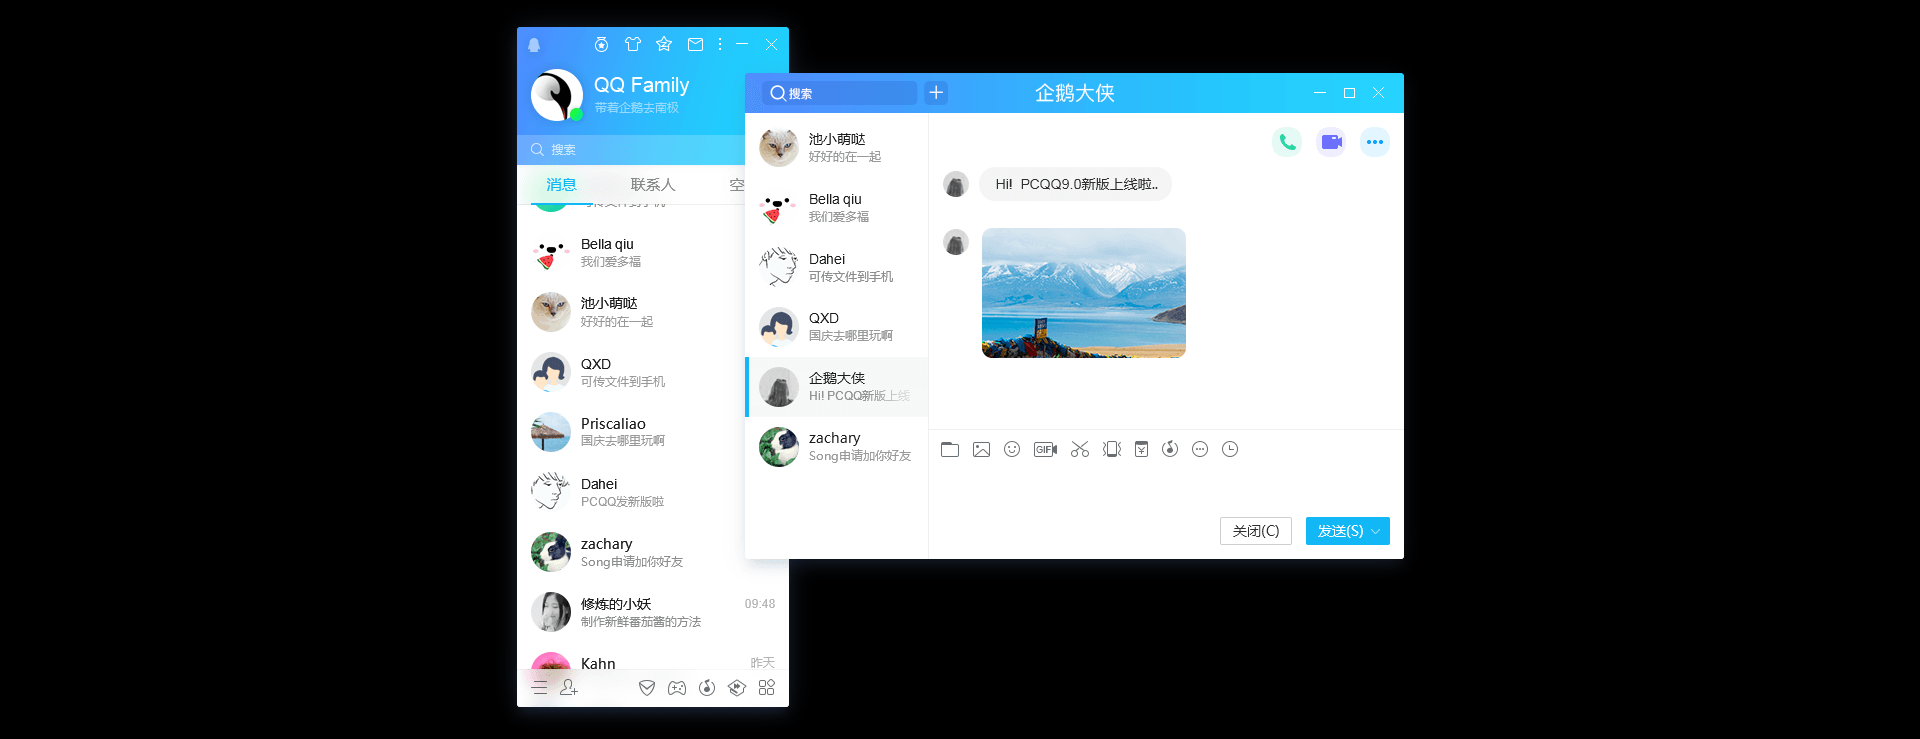 QQ Family
带着企鹅去南极
搜索
消息
联系人
空
Bella qiu
我们爱多福
池小萌哒
好好的在一起
QXD
可传文件到手机
Priscaliao
国庆去哪里玩啊
Dahei
PCQQ发新版啦
zachary
Song申请加你好友
修炼的小妖
09:48
制作新鲜番茄酱的方法
Kahn
昨天
搜索
企鹅大侠
池小萌哒
好好的在一起
Bella qiu
我们爱多福
Dahei
可传文件到手机
QXD
国庆去哪里玩啊
企鹅大侠
Hi! PCQQ新版上线
zachary
Song申请加你好友
Hi! PCQQ9.0新版上线啦..
GIF
关闭(C)
发送(S)